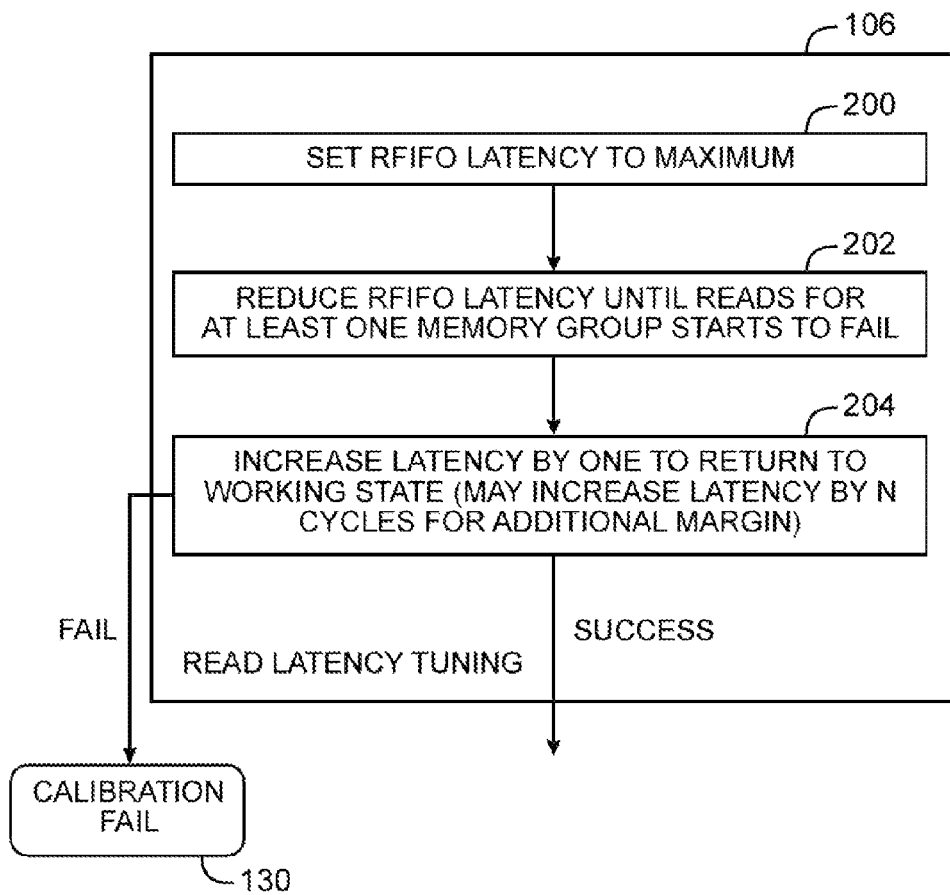 106
200
SET RFIFO LATENCY TO MAXIMUM
202
REDUCE RFIFO LATENCY UNTIL READS FOR
AT LEAST ONE MEMORY GROUP STARTS TO FAIL
204
INCREASE LATENCY BY ONE TO RETURN TO
WORKING STATE (MAY INCREASE LATENCY BY N
CYCLES FOR ADDITIONAL MARGIN)
FAIL
SUCCESS
READ LATENCY TUNING
CALIBRATION
FAIL
130